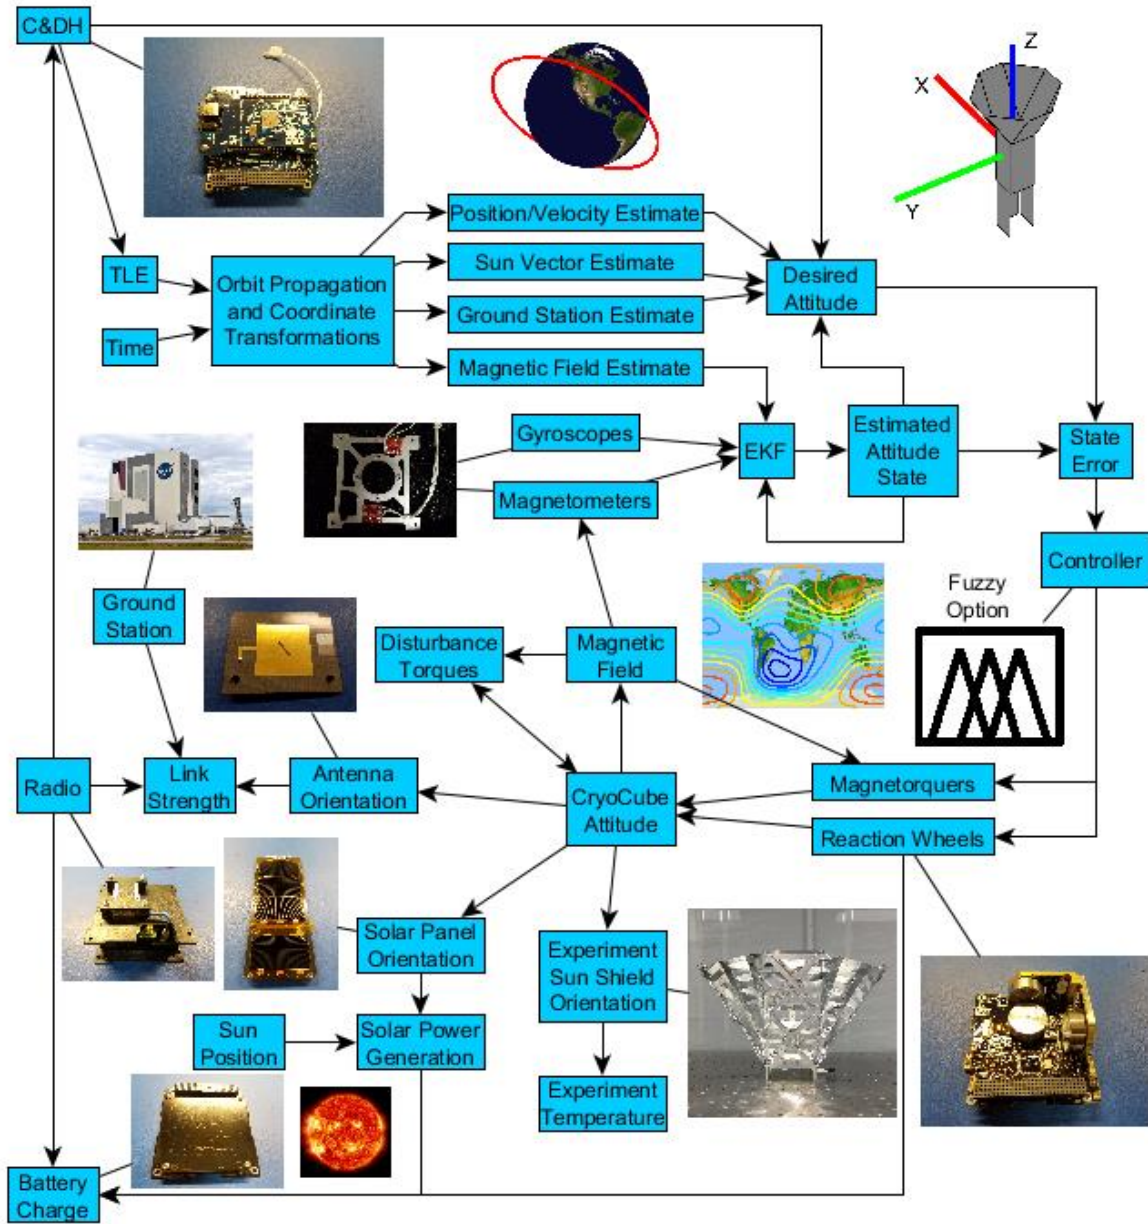 C&DH
Z
X
Y
Position/Velocity Estimate
TLE
Orbit Propagation
and Coordinate
Transformations
Sun Vector Estimate
Desired
Attitude
Ground Station Estimate
Time
Magnetic Field Estimate
Gyroscopes
EKF
Estimated
Attitude
State
State
Error
Magnetometers
Controller
Fuzzy
Option
Ground
Station
Disturbance
Torques
Magnetic
Field
Radio
Link
Strength
Antenna
Orientation
CryoCube
Attitude
Magnetorquers
Reaction Wheels
Solar Panel
Orientation
Experiment
Sun Shield
Orientation
Sun
Position
Solar Power
Generation
Experiment
Temperature
Battery
Charge